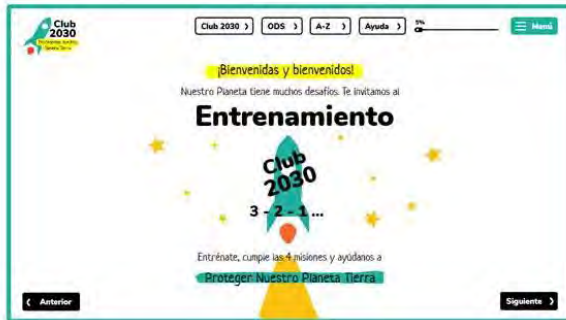 Club
2030
Club 2030 >
ODS >
A-Z >
Ayuda >
5%
Menú
¡Bienvenidas y bienvenidos!
Nuestro Planeta tiene muchos desafíos. Te invitamos al
Entrenamiento
Club
2030
3 - 2 - 1 ...
Entrénate, cumple las 4 misiones y ayúdanos a
Proteger Nuestro Planeta Tierra
< Anterior
Siguiente >